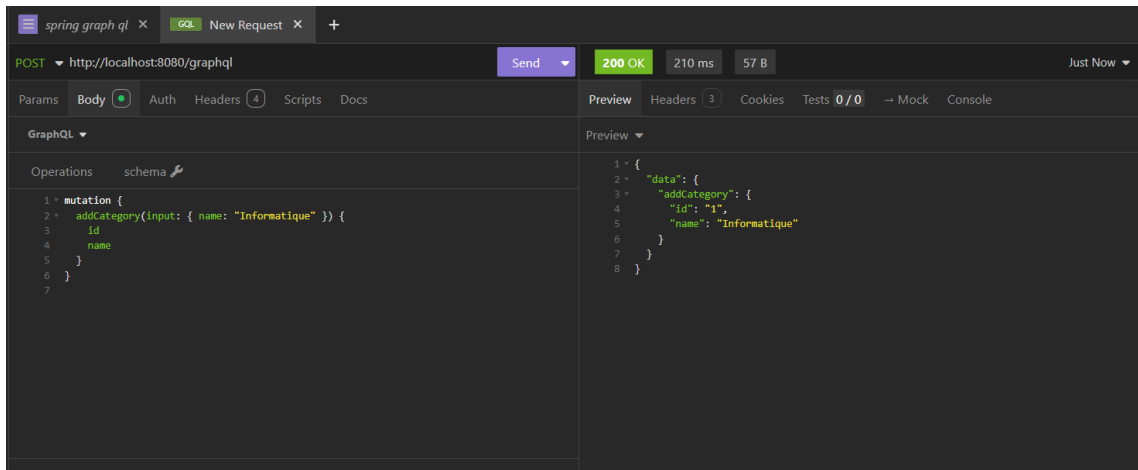 spring graph ql × GQL New Request × +
POST http://localhost:8080/graphql Send 200 OK 210 ms 57 B Just Now
Params Body Auth Headers 4 Scripts Docs Preview Headers 3 Cookies Tests 0 / 0 → Mock Console
GraphQL Preview
Operations schema
1 mutation {
2 addCategory(input: { name: "Informatique" }) {
3 id
4 name
5 }
6 }
7
1 {
2 "data": {
3 "addCategory": {
4 "id": "1",
5 "name": "Informatique"
6 }
7 }
8 }